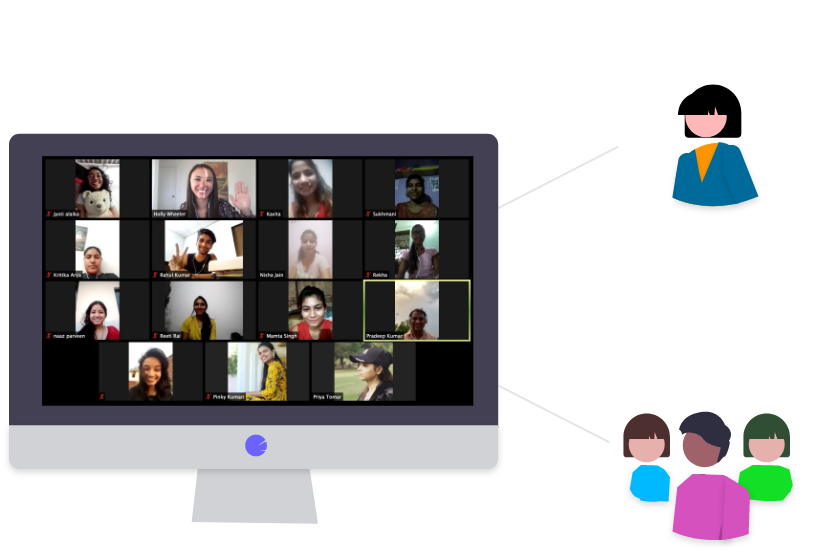 jyoti alaika
Holly Wheeler
Kavita
Sukhmani
Kritika Arya
Rahul Kumar
Nisha Jain
Rekha
naaz parveen
Reeti Rai
Mamta Singh
Pradeep Kumar
Pinky Kumari
Priya Tomar